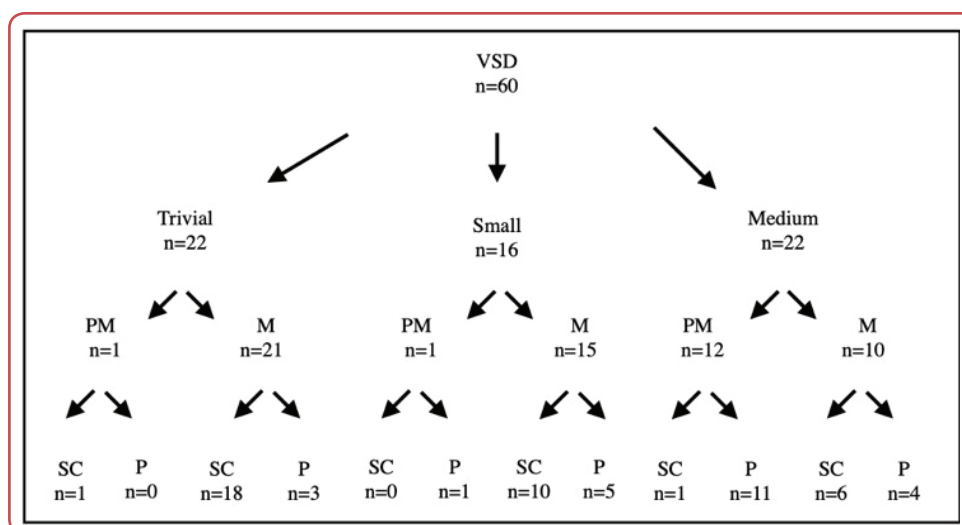 VSD
n=60
Trivial
n=22
Small
n=16
Medium
n=22
PM
n=1
M
n=21
PM
n=1
M
n=15
PM
n=12
M
n=10
SC
n=1
P
n=0
SC
n=18
P
n=3
SC
n=0
P
n=1
SC
n=10
P
n=5
SC
n=1
P
n=11
SC
n=6
P
n=4